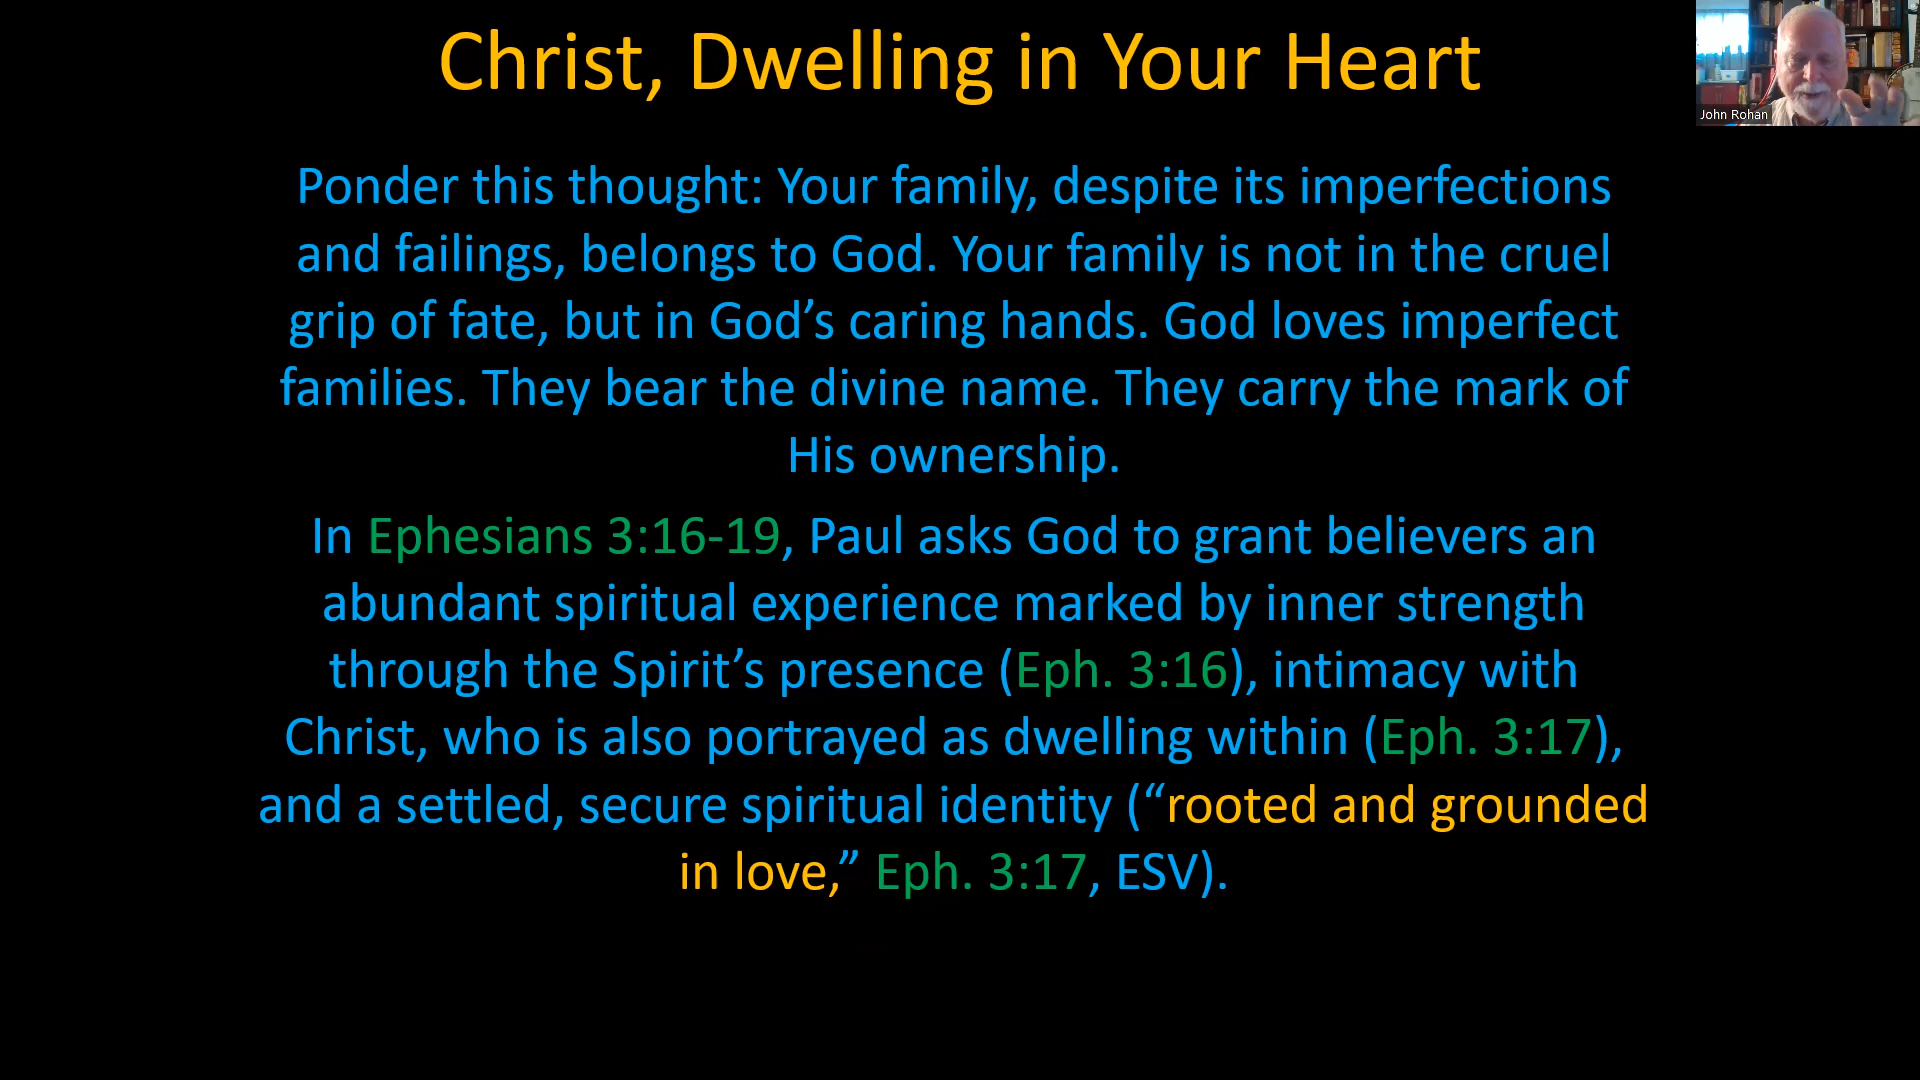 Christ, Dwelling in Your Heart
John Rohan
Ponder this thought: Your family, despite its imperfections
and failings, belongs to God. Your family is not in the cruel
grip of fate, but in God’s caring hands. God loves imperfect
families. They bear the divine name. They carry the mark of
His ownership.
In Ephesians 3:16-19, Paul asks God to grant believers an
abundant spiritual experience marked by inner strength
through the Spirit’s presence (Eph. 3:16), intimacy with
Christ, who is also portrayed as dwelling within (Eph. 3:17),
and a settled, secure spiritual identity (“rooted and grounded
in love,” Eph. 3:17, ESV).